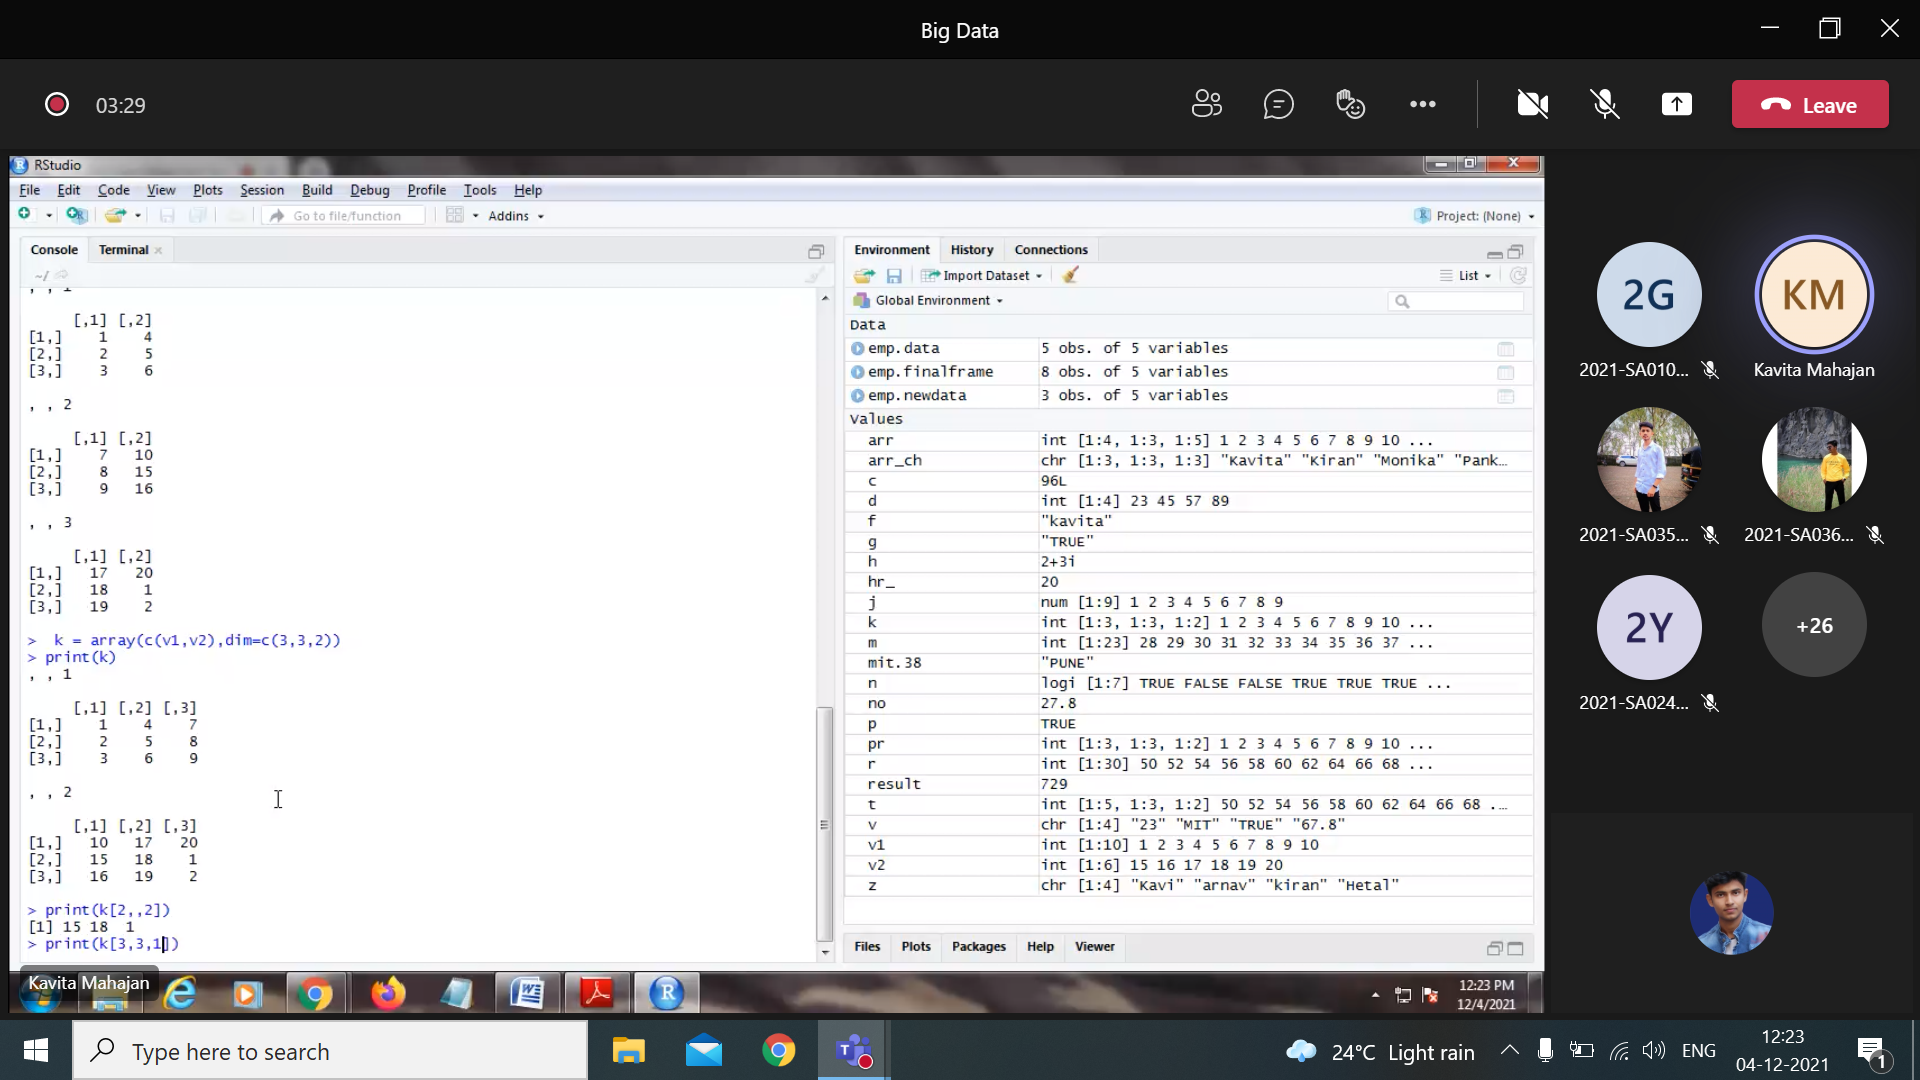 Big Data
03:29
Leave
RStudio
File Edit Code View Plots Session Build Debug Profile Tools Help
Go to file/function
Addins
Project: (None)
Console Terminal
~/
, , 1
[,1] [,2]
[1,] 1 4
[2,] 2 5
[3,] 3 6
, , 2
[,1] [,2]
[1,] 7 10
[2,] 8 15
[3,] 9 16
, , 3
[,1] [,2]
[1,] 17 20
[2,] 18 1
[3,] 19 2
> k = array(c(v1,v2),dim=c(3,3,2))
> print(k)
, , 1
[,1] [,2] [,3]
[1,] 1 4 7
[2,] 2 5 8
[3,] 3 6 9
, , 2
[,1] [,2] [,3]
[1,] 10 17 20
[2,] 15 18 1
[3,] 16 19 2
> print(k[2,,2])
[1] 15 18 1
> print(k[3,3,1])
Environment History Connections
Import Dataset
List
Global Environment
Data
emp.data 5 obs. of 5 variables
emp.finalframe 8 obs. of 5 variables
emp.newdata 3 obs. of 5 variables
Values
arr int [1:4, 1:3, 1:5] 1 2 3 4 5 6 7 8 9 10 ...
arr_ch chr [1:3, 1:3, 1:3] "Kavita" "Kiran" "Monika" "Pank...
c 96L
d int [1:4] 23 45 57 89
f "kavita"
g "TRUE"
h 2+3i
hr_ 20
j num [1:9] 1 2 3 4 5 6 7 8 9
k int [1:3, 1:3, 1:2] 1 2 3 4 5 6 7 8 9 10 ...
m int [1:23] 28 29 30 31 32 33 34 35 36 37 ...
mit.38 "PUNE"
n logi [1:7] TRUE FALSE FALSE TRUE TRUE TRUE ...
no 27.8
p TRUE
pr int [1:3, 1:3, 1:2] 1 2 3 4 5 6 7 8 9 10 ...
r int [1:30] 50 52 54 56 58 60 62 64 66 68 ...
result 729
t int [1:5, 1:3, 1:2] 50 52 54 56 58 60 62 64 66 68 ...
v chr [1:4] "23" "MIT" "TRUE" "67.8"
v1 int [1:10] 1 2 3 4 5 6 7 8 9 10
v2 int [1:6] 15 16 17 18 19 20
z chr [1:4] "Kavi" "arnav" "kiran" "Hetal"
Files Plots Packages Help Viewer
2G
KM
2021-SA010...
Kavita Mahajan
2021-SA035...
2021-SA036...
2Y
+26
2021-SA024...
Kavita Mahajan
12:23 PM
12/4/2021
Type here to search
24°C Light rain
ENG
12:23
04-12-2021
1